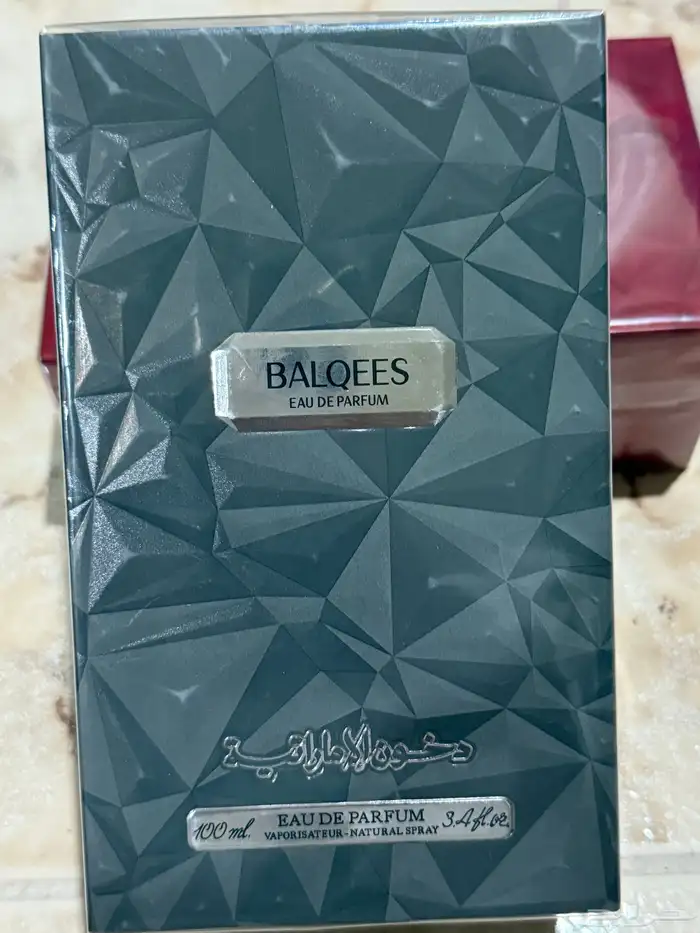 BALQEES
EAU DE PARFUM
دخون الإماراتية
100 ml. EAU DE PARFUM 3.4 fl.oz.
VAPORISATEUR-NATURAL SPRAY